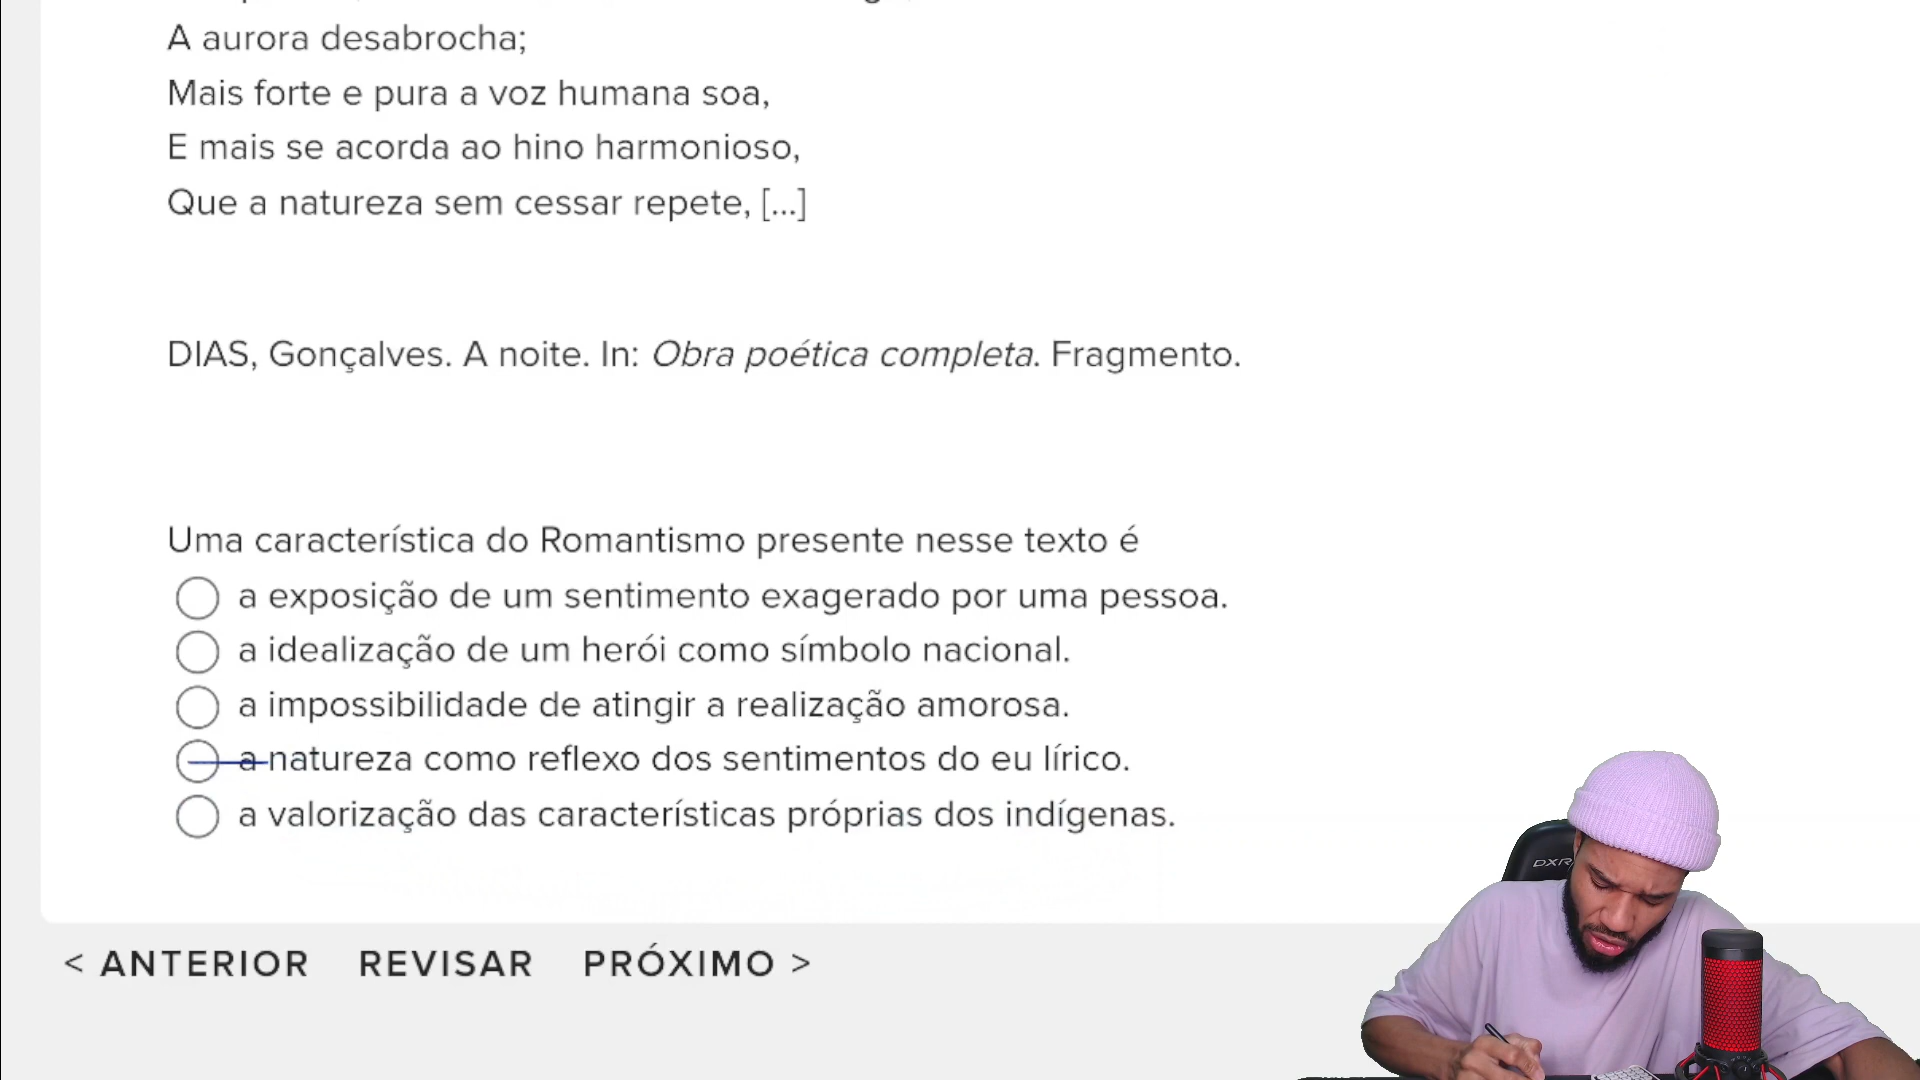 A aurora desabrocha;
Mais forte e pura a voz humana soa,
E mais se acorda ao hino harmonioso,
Que a natureza sem cessar repete, [...]
DIAS, Gonçalves. A noite. In: Obra poética completa. Fragmento.
Uma característica do Romantismo presente nesse texto é
a exposição de um sentimento exagerado por uma pessoa.
a idealização de um herói como símbolo nacional.
a impossibilidade de atingir a realização amorosa.
a natureza como reflexo dos sentimentos do eu lírico.
a valorização das características próprias dos indígenas.
< ANTERIOR REVISAR PRÓXIMO >